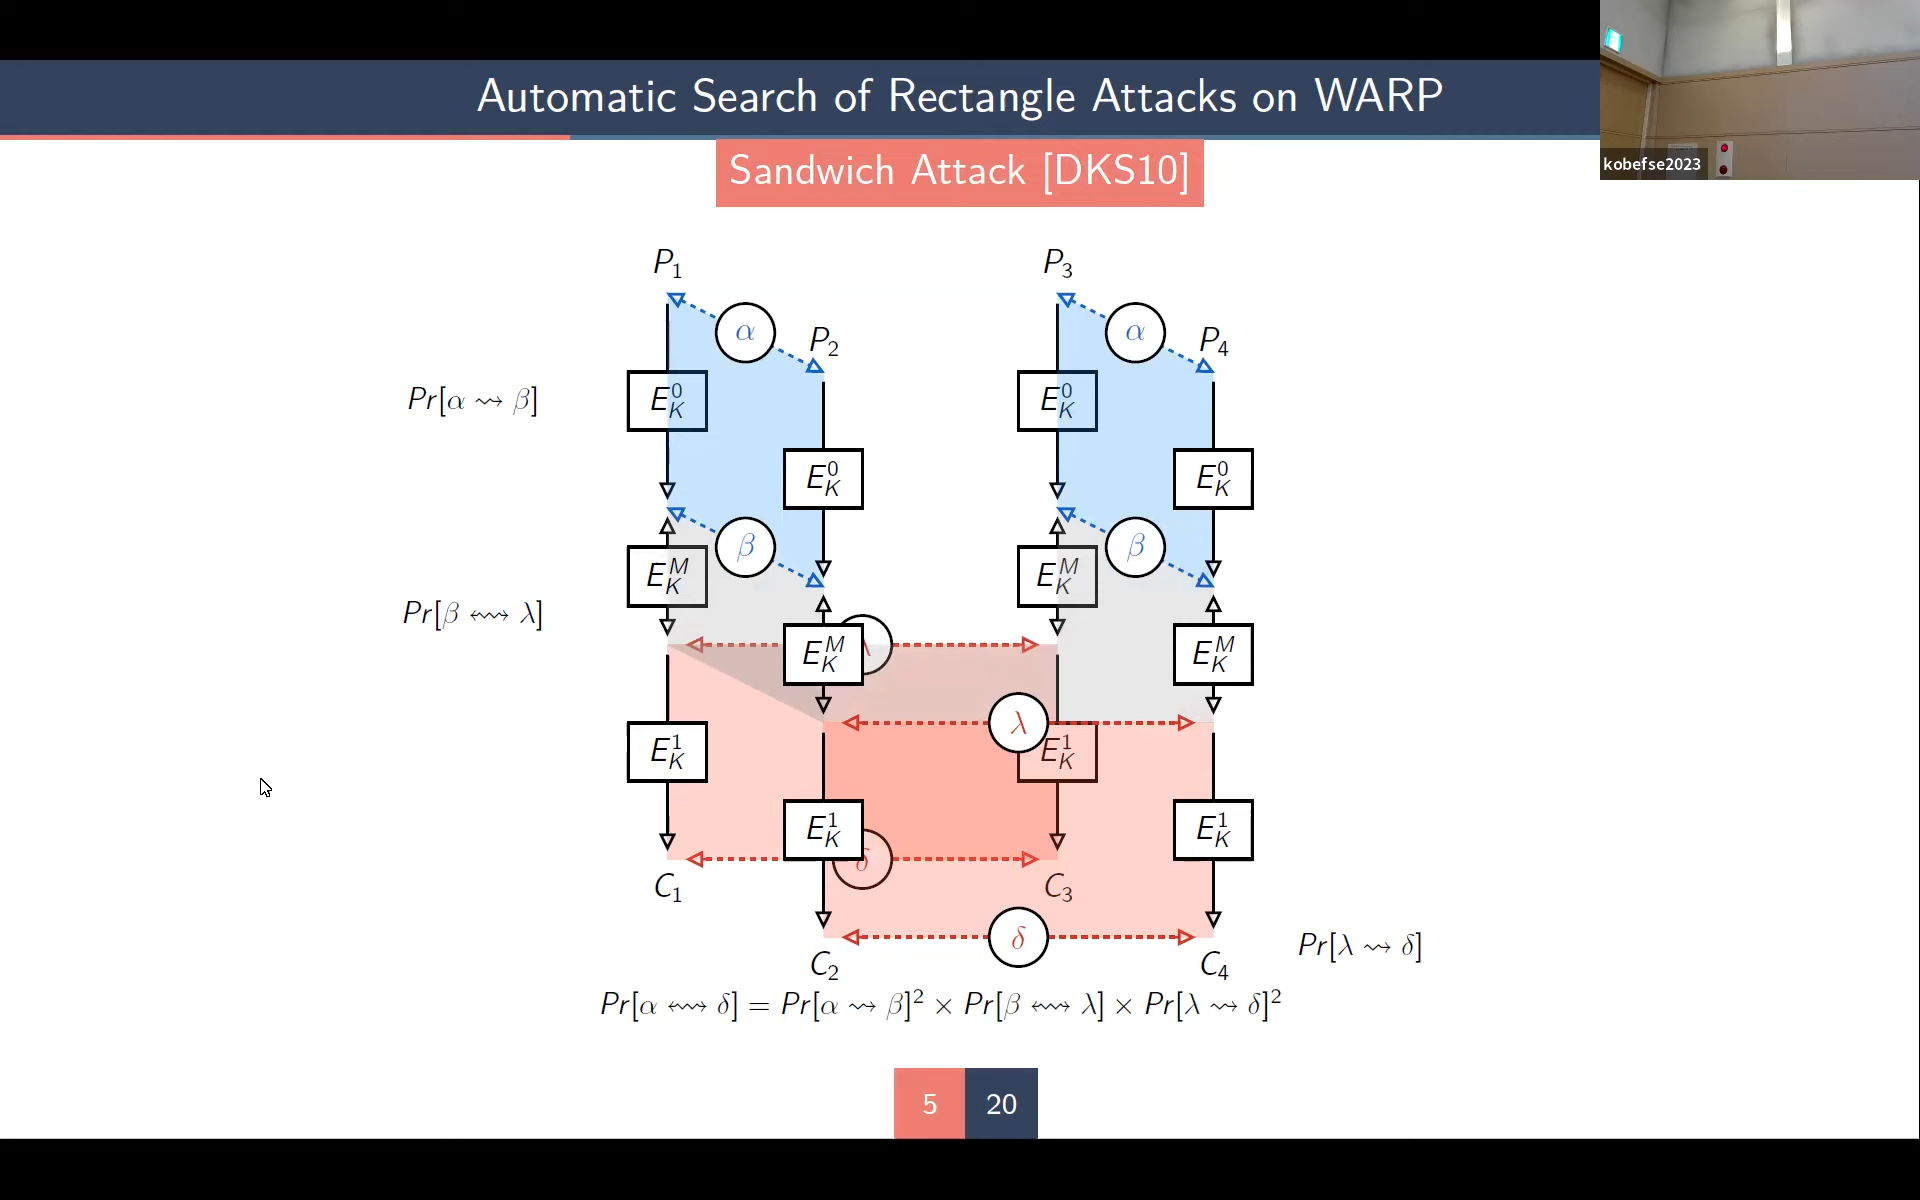 Automatic Search of Rectangle Attacks on WARP
kobefse2023
Sandwich Attack [DKS10]
P₁
P₃
α
α
P₂
P₄
Pr[α ⇝ β]
E⁰_K
E⁰_K
E⁰_K
E⁰_K
β
β
E^M_K
E^M_K
Pr[β ↭ λ]
E^M_K
λ
E^M_K
λ
E¹_K
E¹_K
E¹_K
E¹_K
δ
C₁
C₃
δ
Pr[λ ⇝ δ]
C₂
C₄
Pr[α ↭ δ] = Pr[α ⇝ β]² × Pr[β ↭ λ] × Pr[λ ⇝ δ]²
5 20